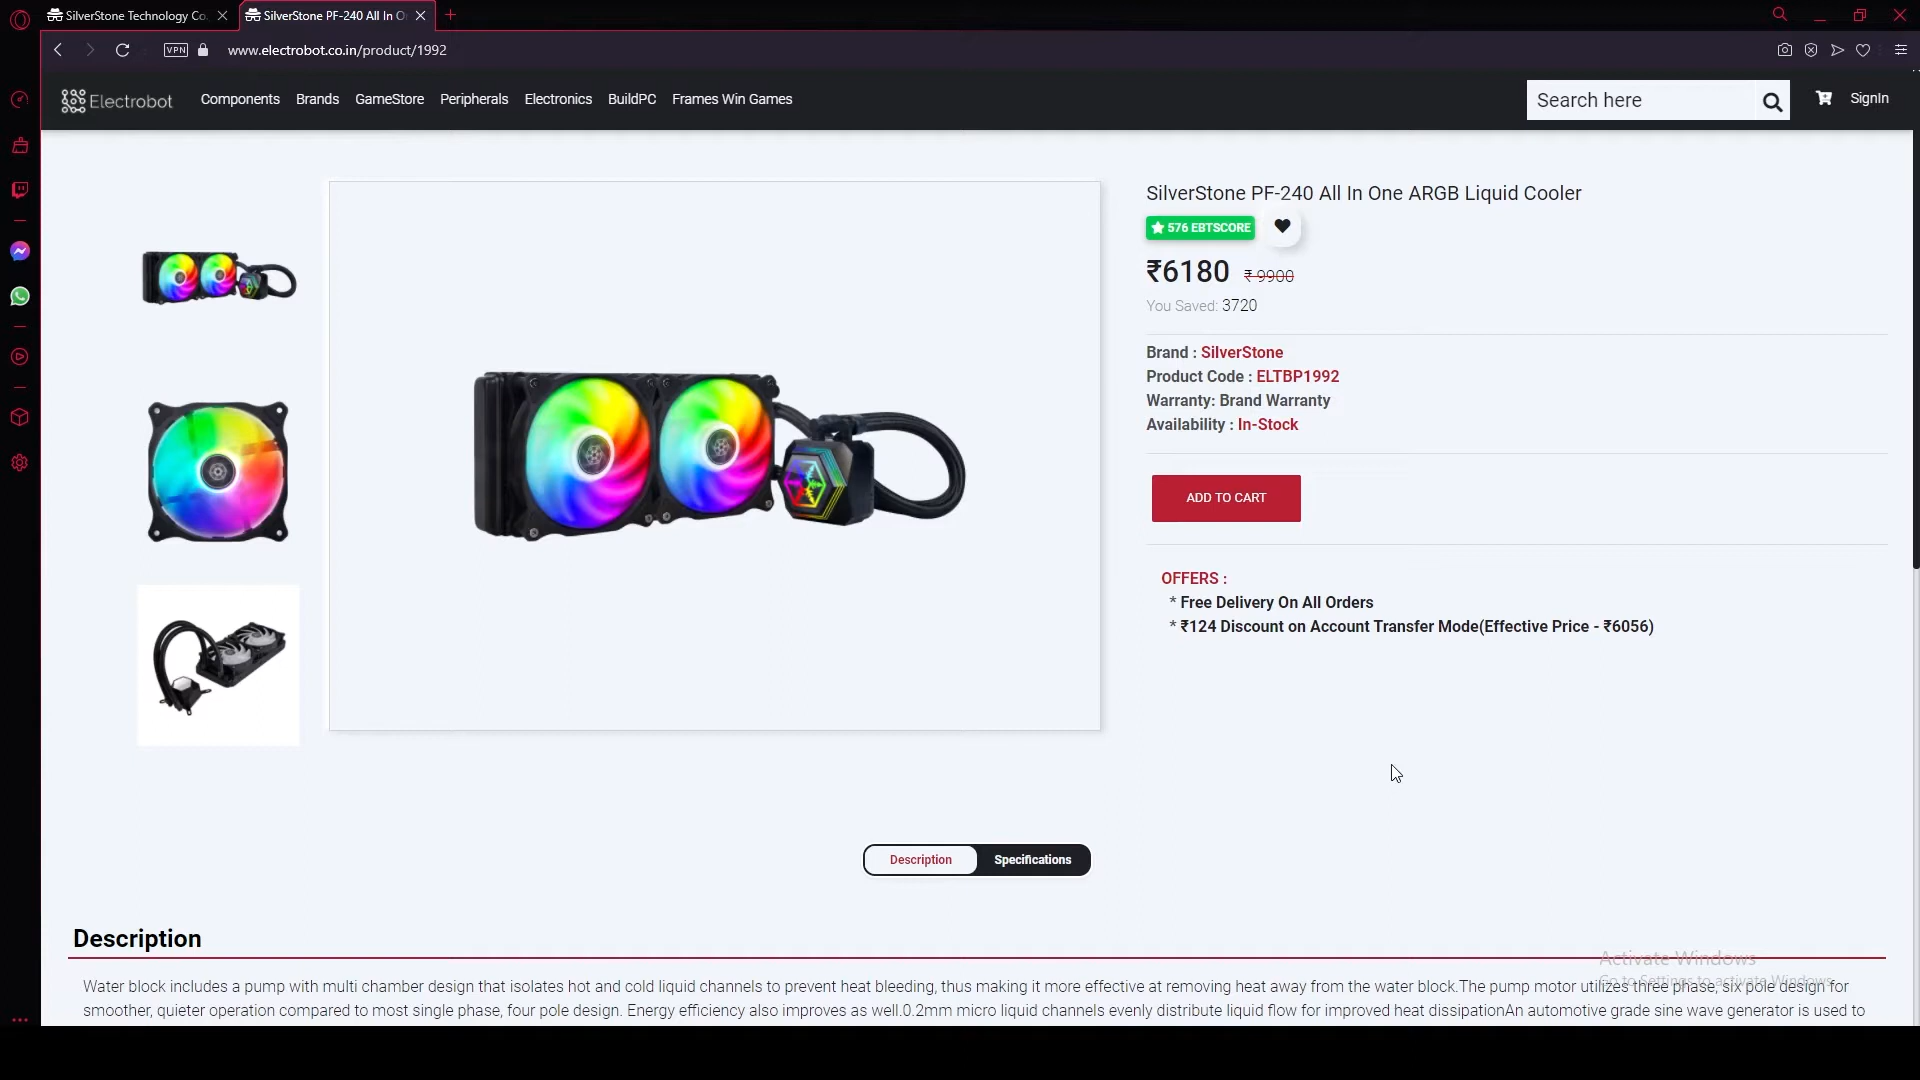 SilverStone Technology Co.
SilverStone PF-240 All In O
VPN
www.electrobot.co.in/product/1992
Electrobot
Components Brands GameStore Peripherals Electronics BuildPC Frames Win Games
Search here
SignIn
SilverStone PF-240 All In One ARGB Liquid Cooler
576 EBTSCORE
₹6180 ₹ 9900
You Saved: 3720
Brand : SilverStone
Product Code : ELTBP1992
Warranty: Brand Warranty
Availability : In-Stock
ADD TO CART
OFFERS :
* Free Delivery On All Orders
* ₹124 Discount on Account Transfer Mode(Effective Price - ₹6056)
Description Specifications
Description
Activate Windows
Go to Settings to activate Windows.
Water block includes a pump with multi chamber design that isolates hot and cold liquid channels to prevent heat bleeding, thus making it more effective at removing heat away from the water block.The pump motor utilizes three phase, six pole design for
smoother, quieter operation compared to most single phase, four pole design. Energy efficiency also improves as well.0.2mm micro liquid channels evenly distribute liquid flow for improved heat dissipationAn automotive grade sine wave generator is used to